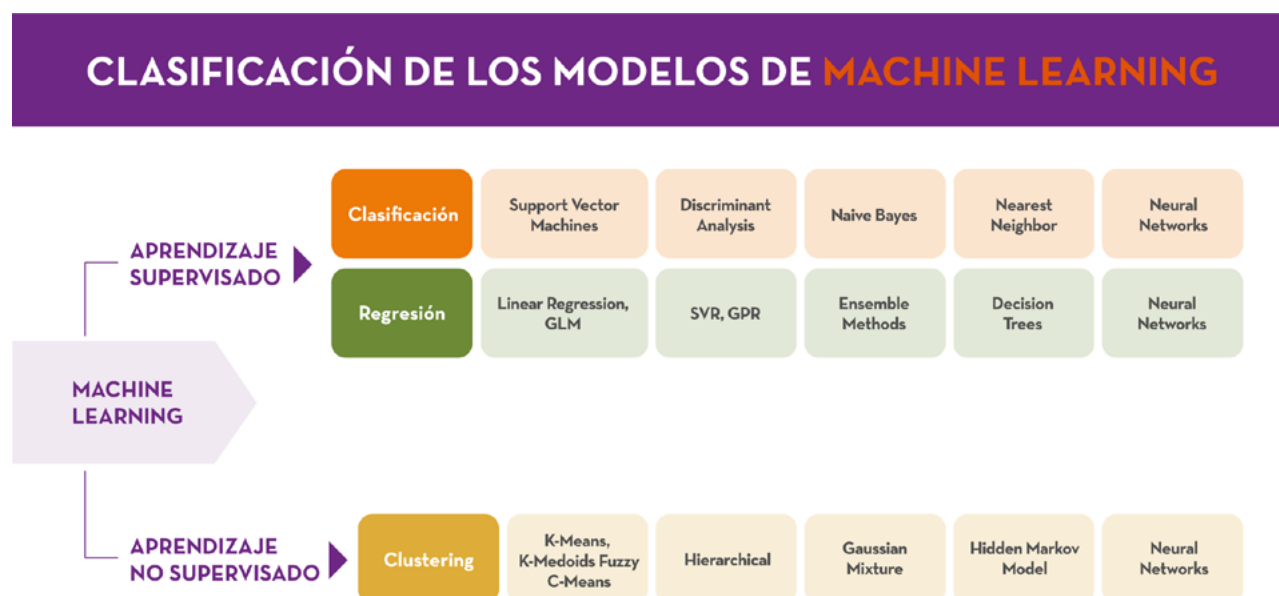 CLASIFICACIÓN DE LOS MODELOS DE MACHINE LEARNING
APRENDIZAJE
SUPERVISADO
Clasificación
Support Vector
Machines
Discriminant
Analysis
Naive Bayes
Nearest
Neighbor
Neural
Networks
Regresión
Linear Regression,
GLM
SVR, GPR
Ensemble
Methods
Decision
Trees
Neural
Networks
MACHINE
LEARNING
APRENDIZAJE
NO SUPERVISADO
Clustering
K-Means,
K-Medoids Fuzzy
C-Means
Hierarchical
Gaussian
Mixture
Hidden Markov
Model
Neural
Networks